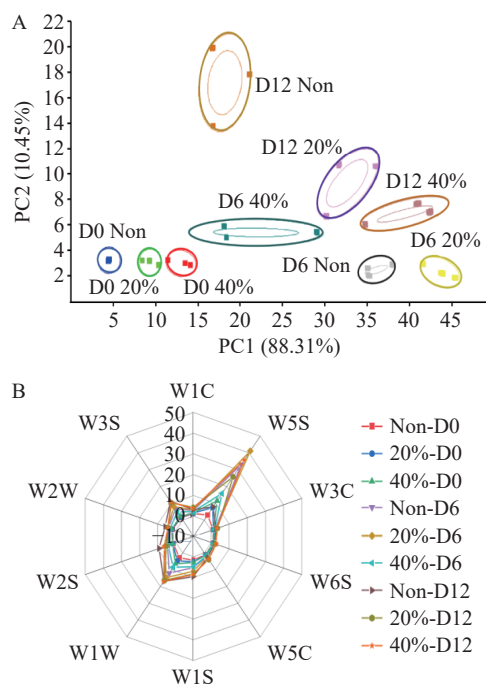 A
22
20
18
16
14
12
10
8
6
4
2
PC2 (10.45%)
D12 Non
D12 20%
D12 40%
D6 40%
D0 Non
D6 20%
D6 Non
D0 20%
D0 40%
5 10 15 20 25 30 35 40 45
PC1 (88.31%)
B
W1C
W3S
W5S
W2W
W3C
W2S
W6S
W1W
W5C
W1S
50
40
30
20
10
0
-10
Non-D0
20%-D0
40%-D0
Non-D6
20%-D6
40%-D6
Non-D12
20%-D12
40%-D12